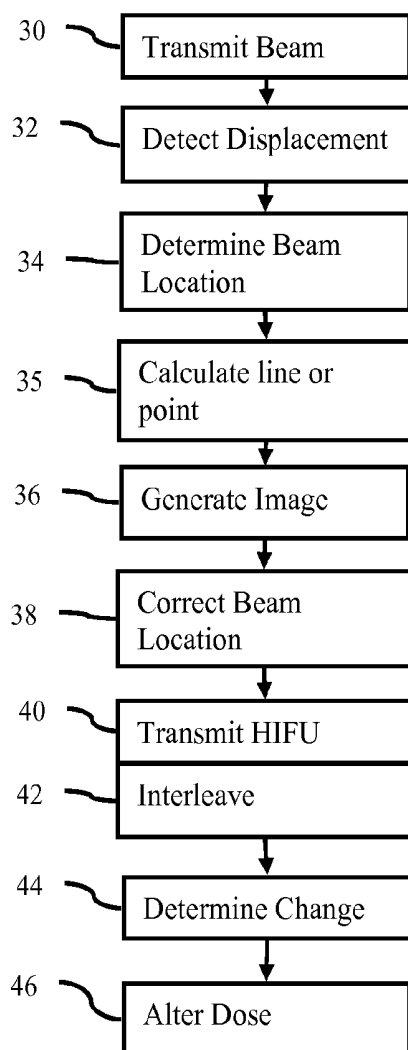 30
Transmit Beam
32
Detect Displacement
34
Determine Beam
Location
35
Calculate line or
point
36
Generate Image
38
Correct Beam
Location
40
Transmit HIFU
42
Interleave
44
Determine Change
46
Alter Dose